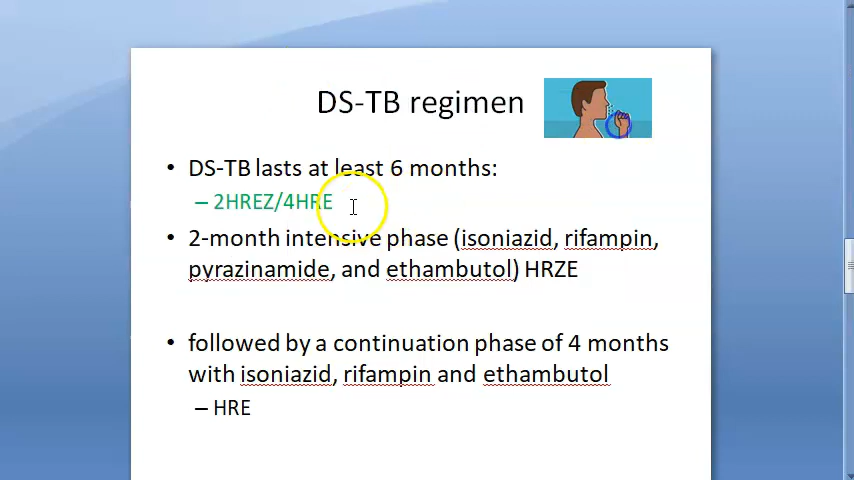 DS-TB regimen
• DS-TB lasts at least 6 months:
– 2HREZ/4HRE
• 2-month intensive phase (isoniazid, rifampin,
pyrazinamide, and ethambutol) HRZE
• followed by a continuation phase of 4 months
with isoniazid, rifampin and ethambutol
– HRE